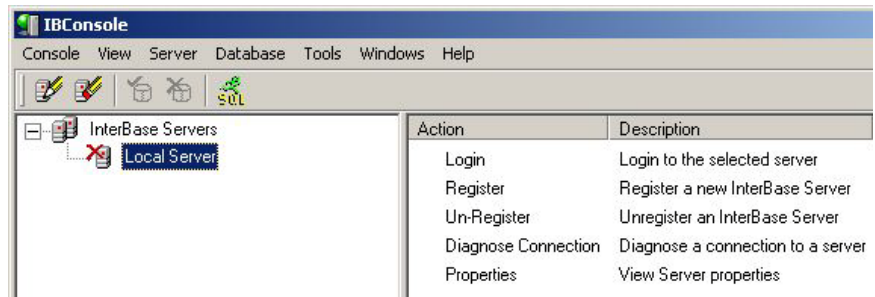 IBConsole
Console View Server Database Tools Windows Help
SQL
InterBase Servers
Local Server
Action Description
Login Login to the selected server
Register Register a new InterBase Server
Un-Register Unregister an InterBase Server
Diagnose Connection Diagnose a connection to a server
Properties View Server properties